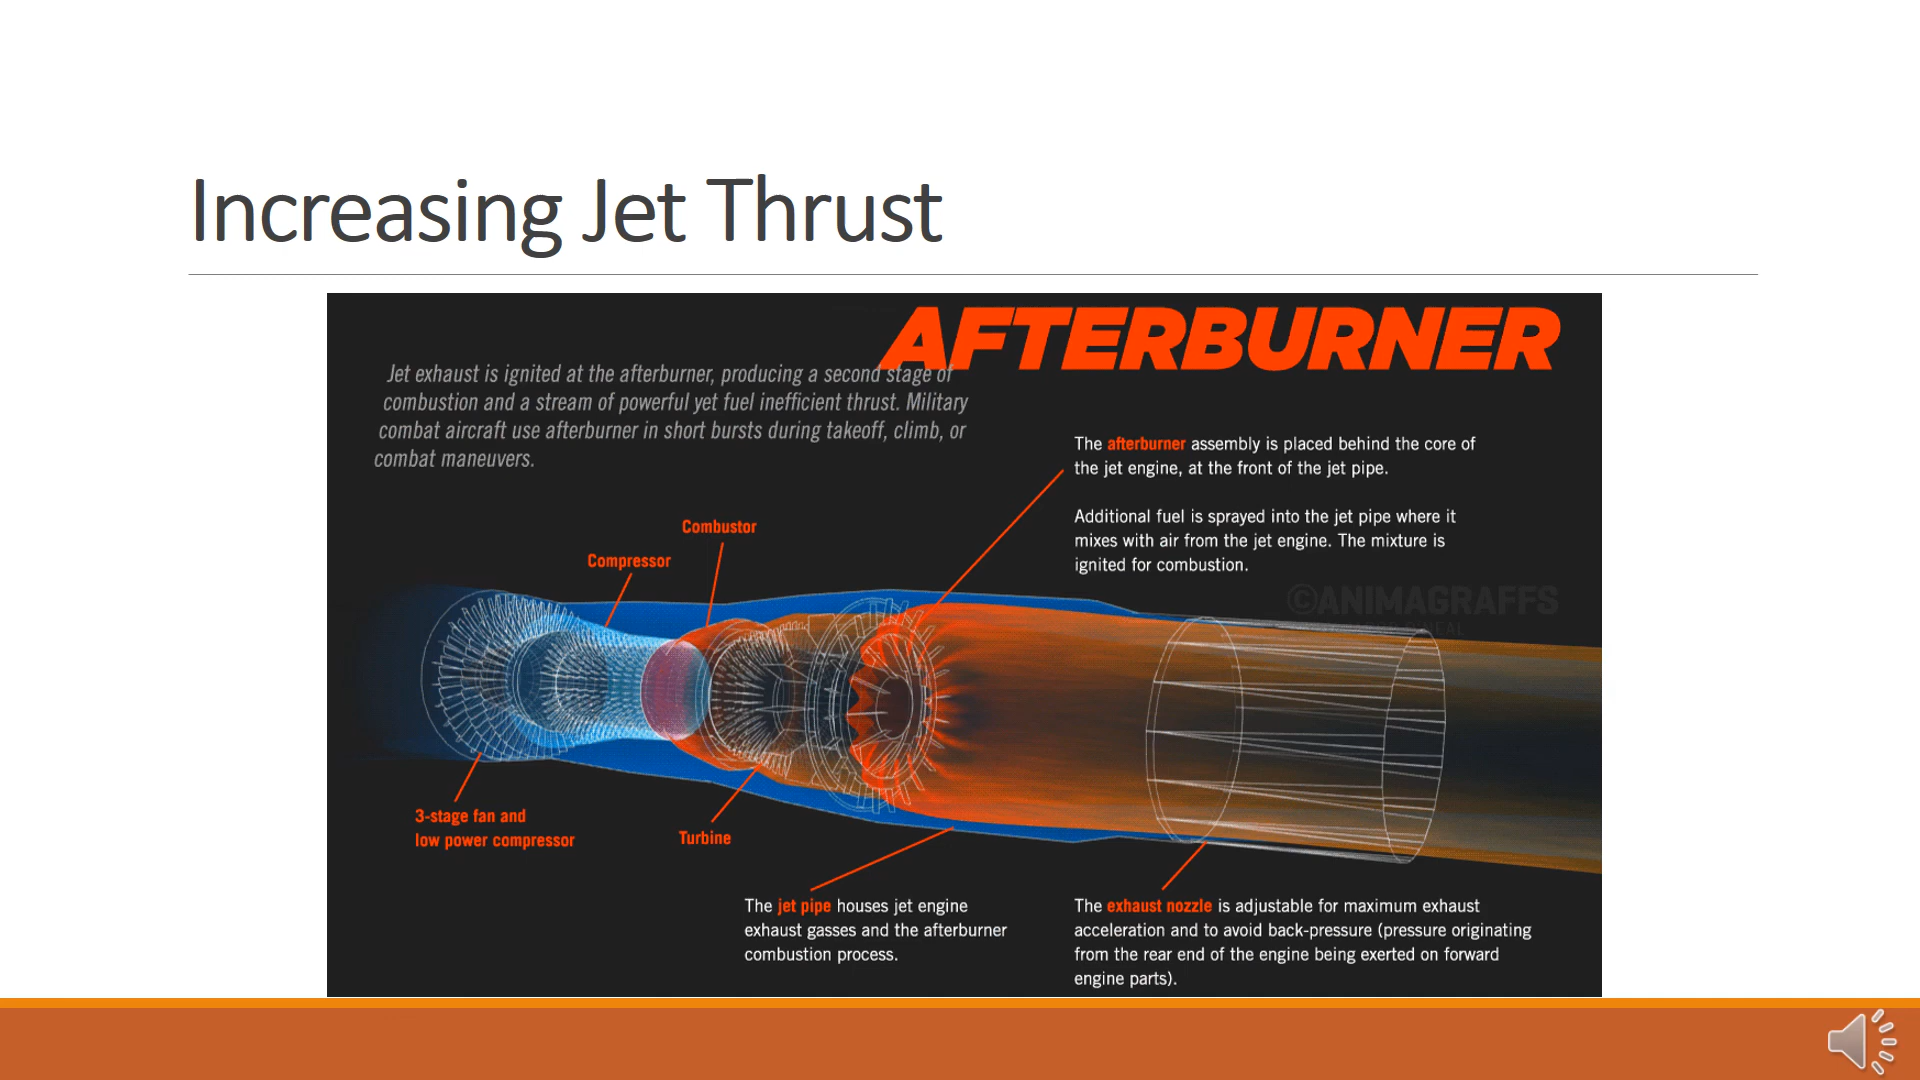 Increasing Jet Thrust
AFTERBURNER
Jet exhaust is ignited at the afterburner, producing a second stage of
combustion and a stream of powerful yet fuel inefficient thrust. Military
combat aircraft use afterburner in short bursts during takeoff, climb, or
combat maneuvers.
The afterburner assembly is placed behind the core of
the jet engine, at the front of the jet pipe.
Additional fuel is sprayed into the jet pipe where it
mixes with air from the jet engine. The mixture is
ignited for combustion.
Combustor
Compressor
©ANIMAGRAFFS
3-stage fan and
low power compressor
Turbine
The jet pipe houses jet engine
exhaust gasses and the afterburner
combustion process.
The exhaust nozzle is adjustable for maximum exhaust
acceleration and to avoid back-pressure (pressure originating
from the rear end of the engine being exerted on forward
engine parts).